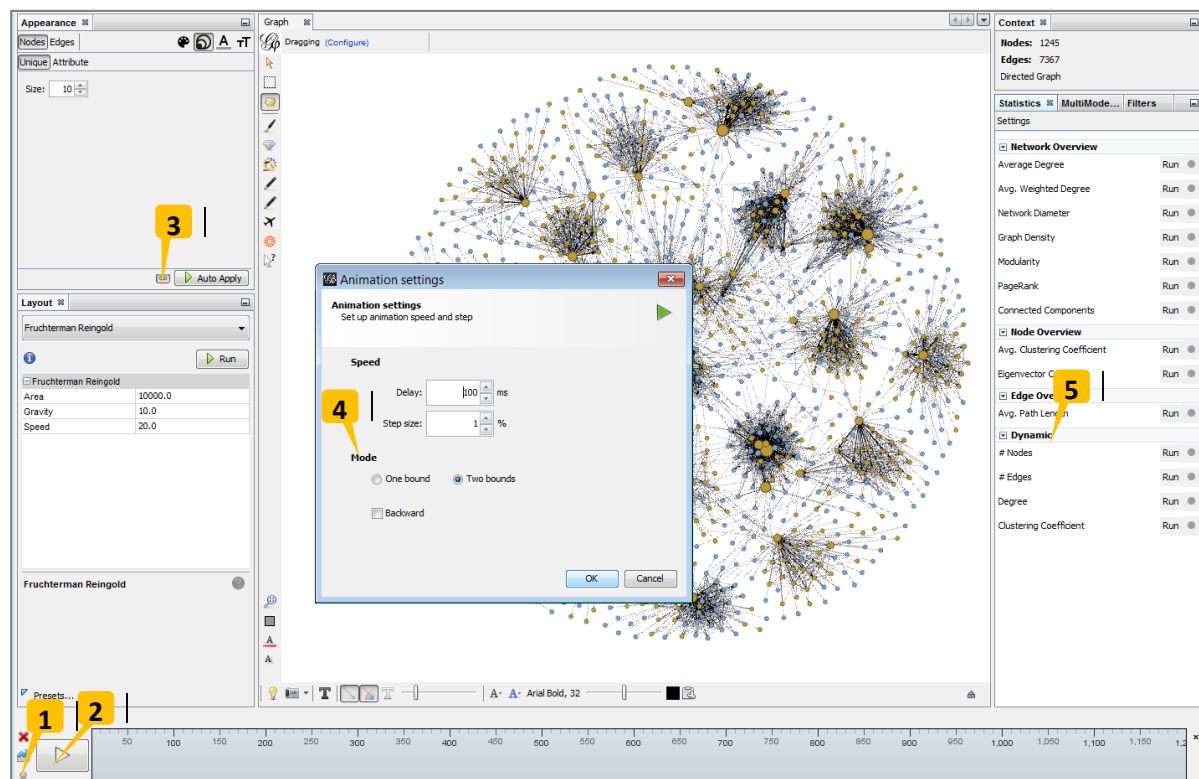 Appearance
Nodes Edges
Unique Attribute
Size: 10
3
Auto Apply
Layout
Fruchterman Reingold
Run
Fruchterman Reingold
Area 10000.0
Gravity 10.0
Speed 20.0
Fruchterman Reingold
Presets...
1
2
Graph
Dragging (Configure)
Animation settings
Animation settings
Set up animation speed and step
Speed
Delay: 100 ms
4
Step size: 1 %
Mode
One bound Two bounds
Backward
OK Cancel
Arial Bold, 32
Context
Nodes: 1245
Edges: 7367
Directed Graph
Statistics MultiMode... Filters
Settings
Network Overview
Average Degree Run
Avg. Weighted Degree Run
Network Diameter Run
Graph Density Run
Modularity Run
PageRank Run
Connected Components Run
Node Overview
Avg. Clustering Coefficient Run
Eigenvector Run
5
Edge Ove
Avg. Path Length Run
Dynamic
# Nodes Run
# Edges Run
Degree Run
Clustering Coefficient Run
50 100 150 200 250 300 350 400 450 500 550 600 650 700 750 800 850 900 950 1,000 1,050 1,100 1,150 1,2